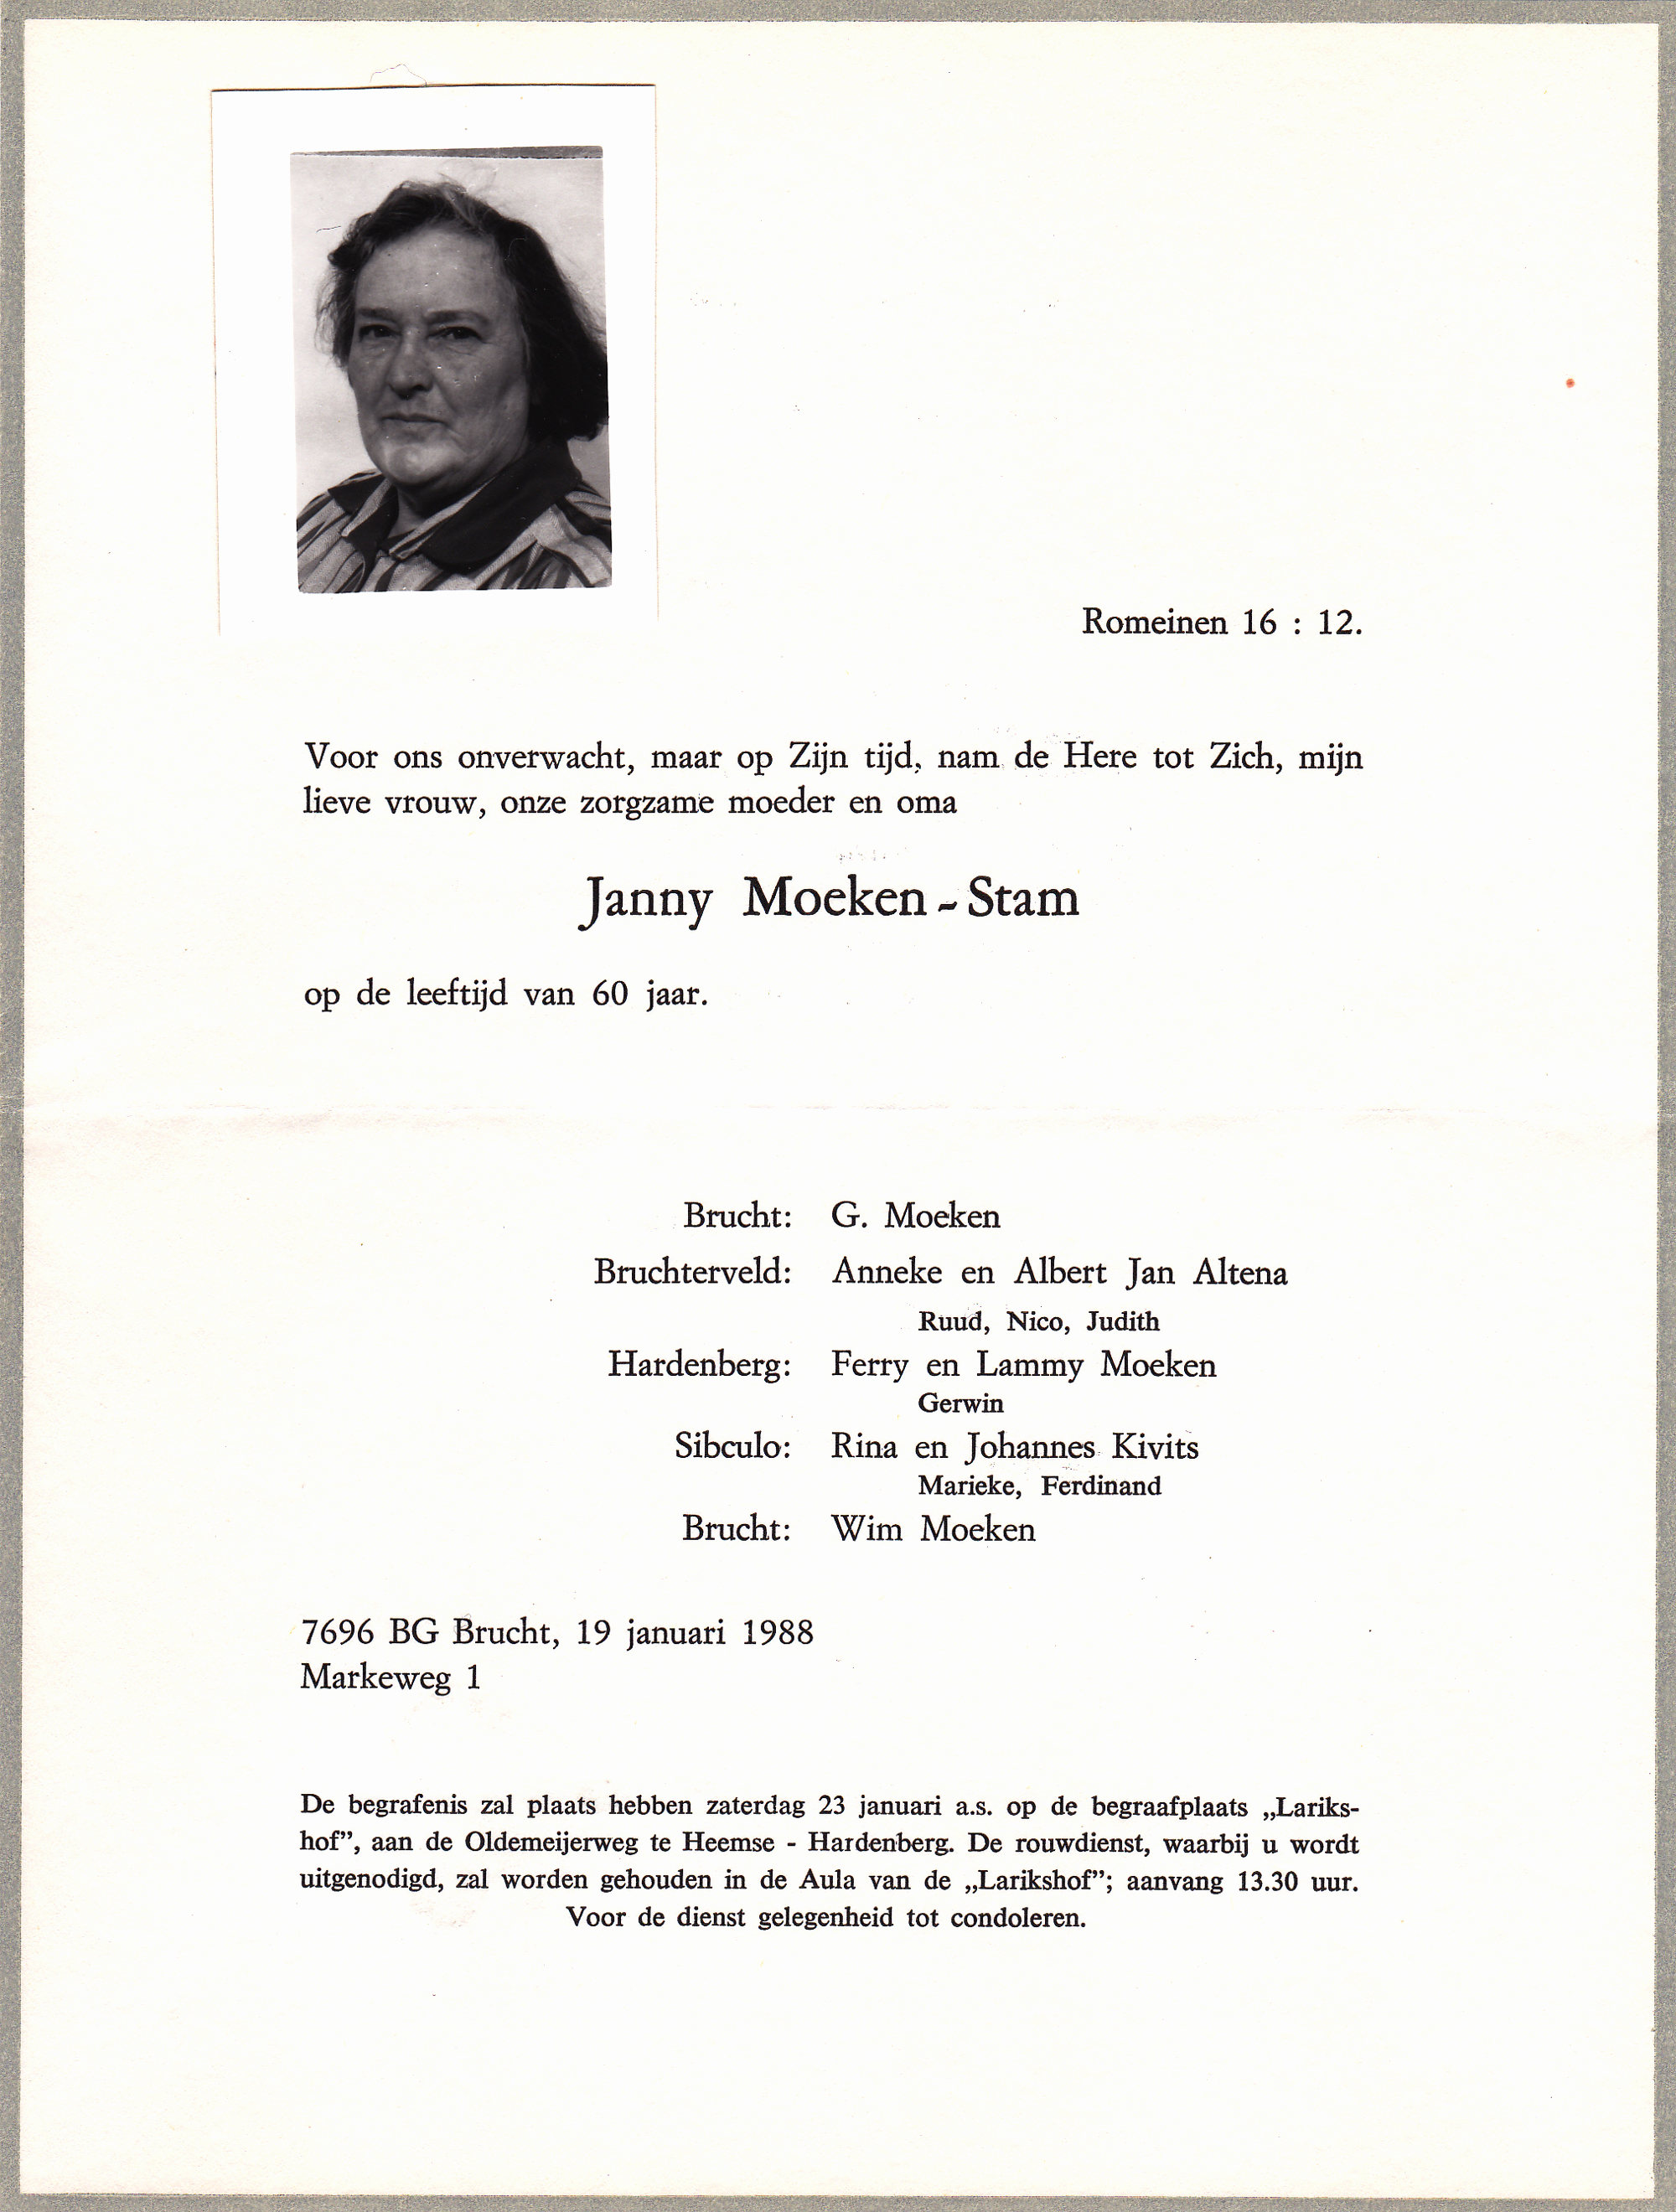 Romeinen 16 : 12.
Voor ons onverwacht, maar op Zijn tijd, nam de Here tot Zich, mijn
lieve vrouw, onze zorgzame moeder en oma
Janny Moeken - Stam
op de leeftijd van 60 jaar.
Brucht: G. Moeken
Bruchterveld: Anneke en Albert Jan Altena
Ruud, Nico, Judith
Hardenberg: Ferry en Lammy Moeken
Gerwin
Sibculo: Rina en Johannes Kivits
Marieke, Ferdinand
Brucht: Wim Moeken
7696 BG Brucht, 19 januari 1988
Markeweg 1
De begrafenis zal plaats hebben zaterdag 23 januari a.s. op de begraafplaats „Lariks-
hof”, aan de Oldemeijerweg te Heemse - Hardenberg. De rouwdienst, waarbij u wordt
uitgenodigd, zal worden gehouden in de Aula van de „Larikshof”; aanvang 13.30 uur.
Voor de dienst gelegenheid tot condoleren.